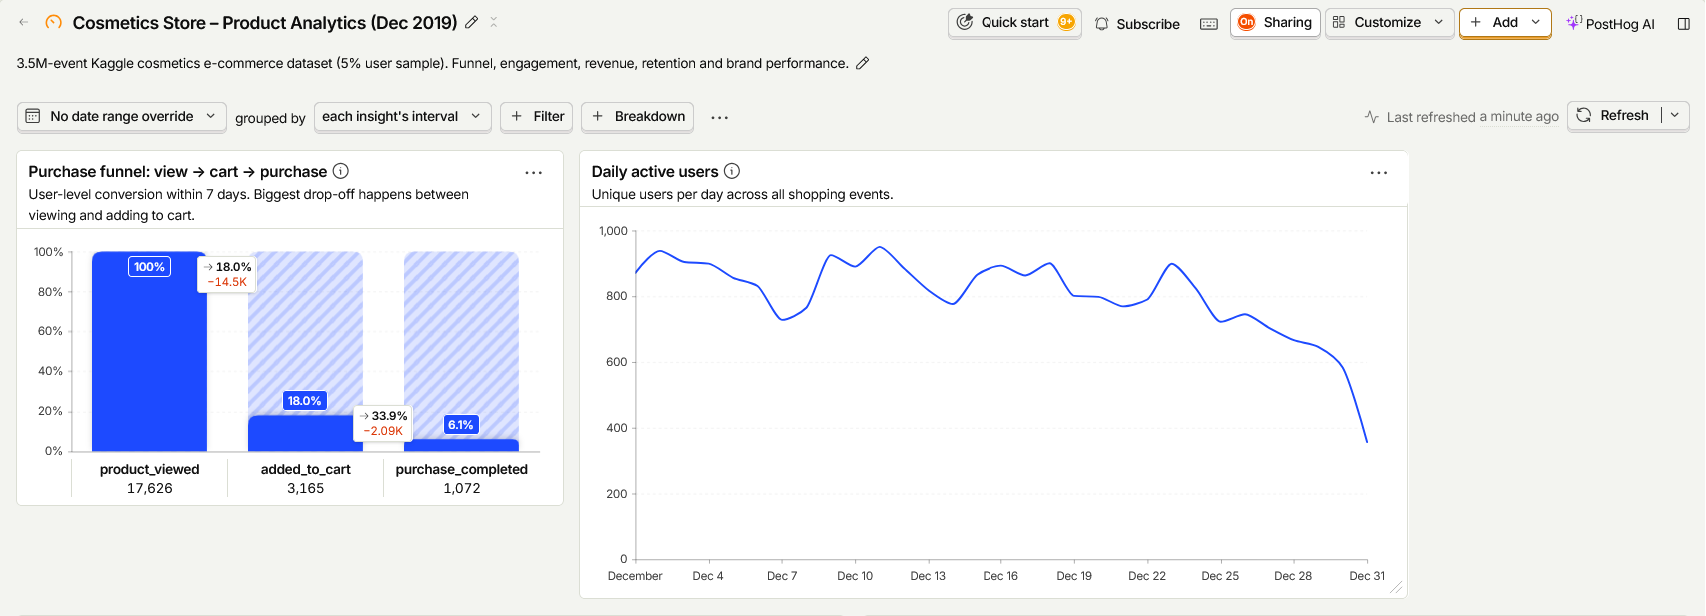 Cosmetics Store – Product Analytics (Dec 2019)
Quick start 9+ Subscribe On Sharing Customize + Add PostHog AI
3.5M-event Kaggle cosmetics e-commerce dataset (5% user sample). Funnel, engagement, revenue, retention and brand performance.
No date range override grouped by each insight's interval + Filter + Breakdown ...
Last refreshed a minute ago Refresh
Purchase funnel: view → cart → purchase
User-level conversion within 7 days. Biggest drop-off happens between
viewing and adding to cart.
100%
80%
60%
40%
20%
0%
100%
→ 18.0%
−14.5K
18.0%
→ 33.9%
−2.09K
6.1%
product_viewed added_to_cart purchase_completed
17,626 3,165 1,072
Daily active users
Unique users per day across all shopping events.
1,000
800
600
400
200
0
December Dec 4 Dec 7 Dec 10 Dec 13 Dec 16 Dec 19 Dec 22 Dec 25 Dec 28 Dec 31